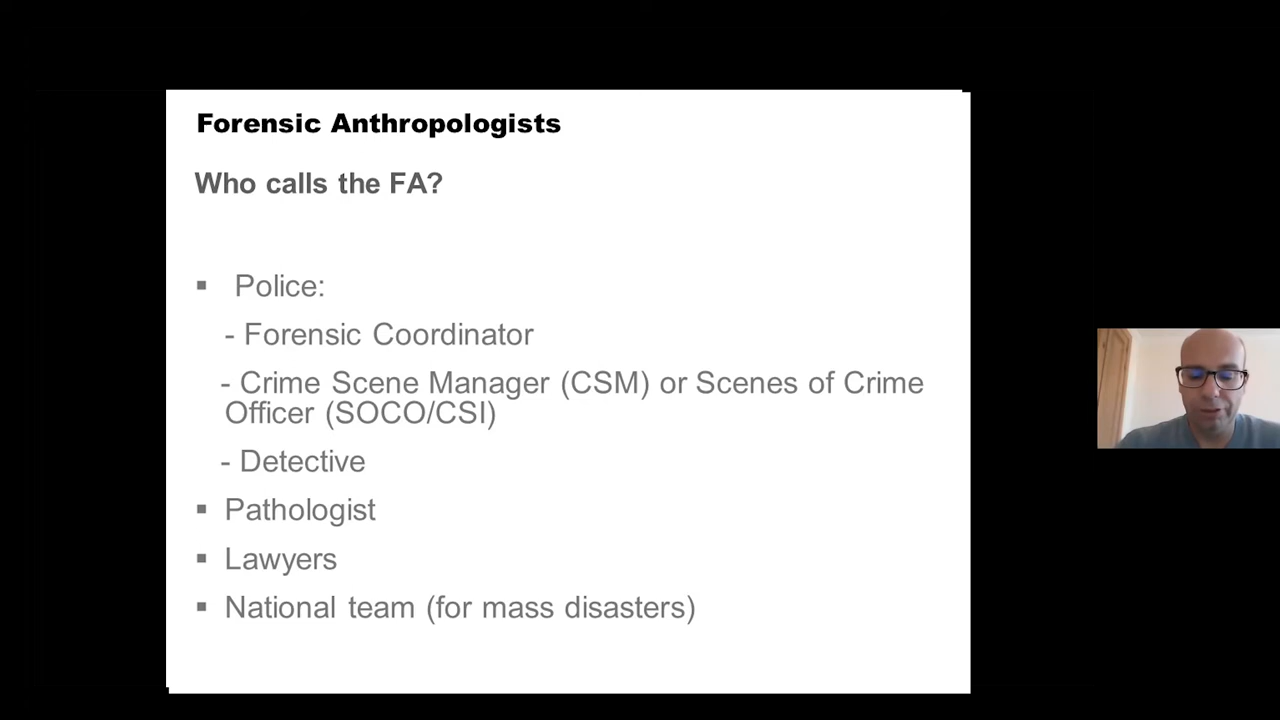 Forensic Anthropologists
Who calls the FA?
▪ Police:
- Forensic Coordinator
- Crime Scene Manager (CSM) or Scenes of Crime
Officer (SOCO/CSI)
- Detective
▪ Pathologist
▪ Lawyers
▪ National team (for mass disasters)